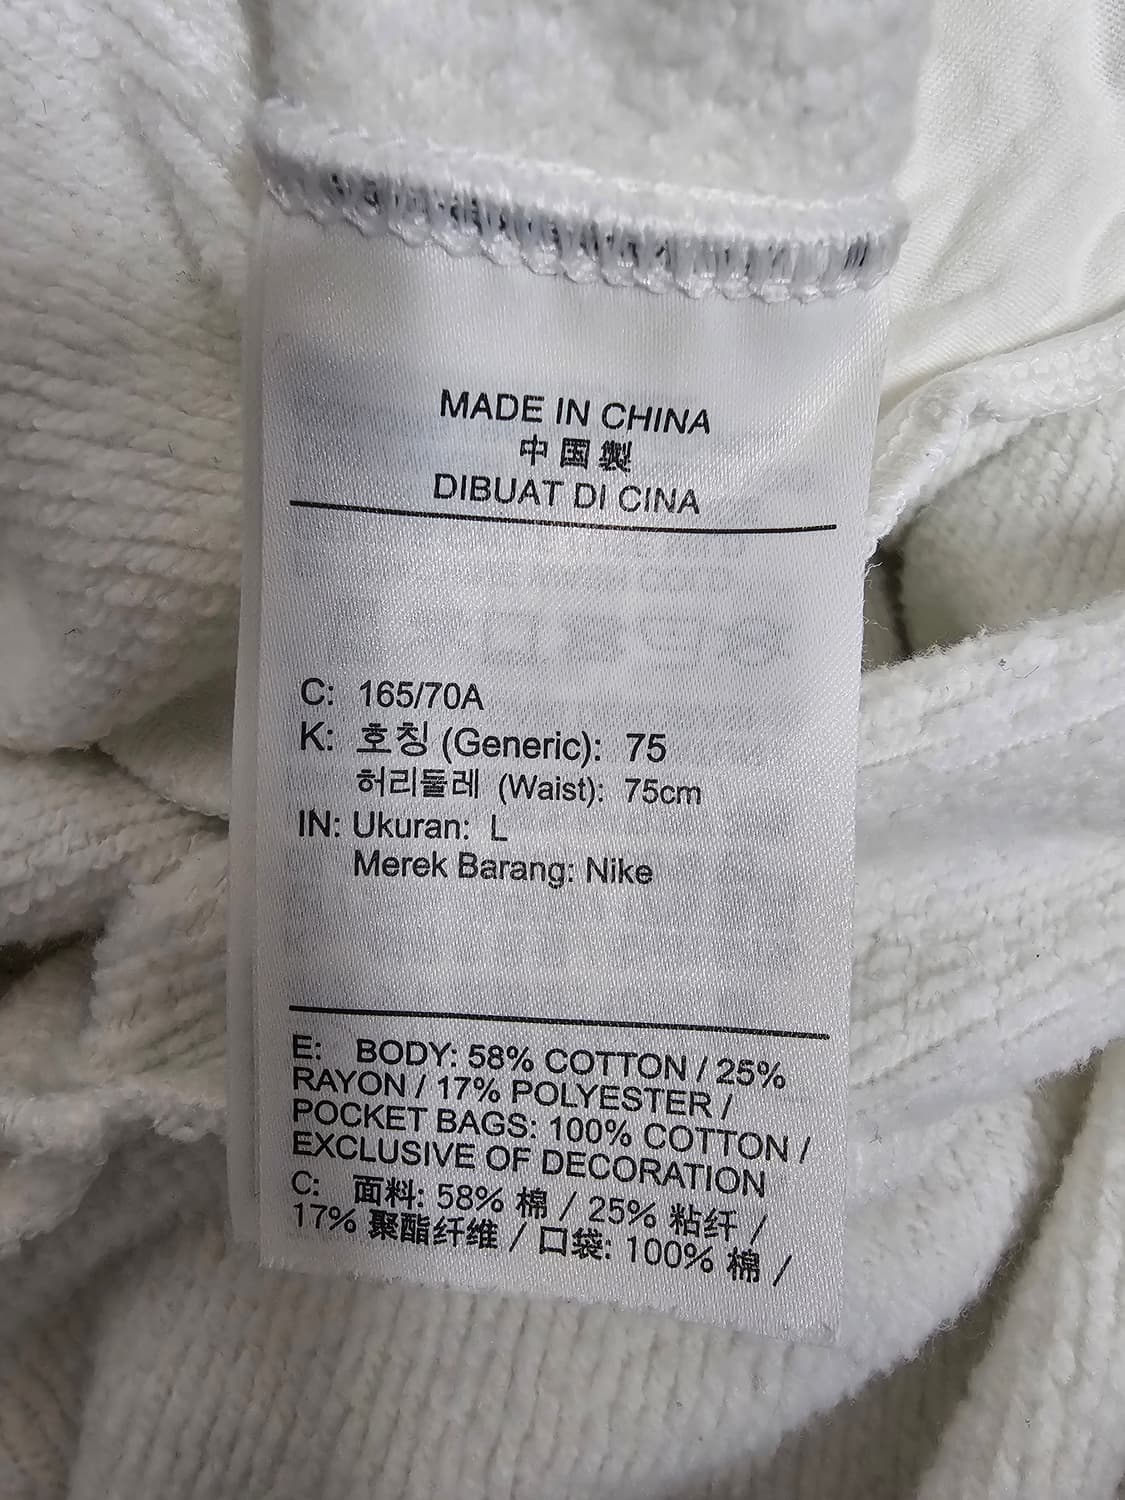 MADE IN CHINA
中国製
DIBUAT DI CINA
C: 165/70A
K: 호칭 (Generic): 75
허리둘레 (Waist): 75cm
IN: Ukuran: L
Merek Barang: Nike
E: BODY: 58% COTTON / 25%
RAYON / 17% POLYESTER /
POCKET BAGS: 100% COTTON /
EXCLUSIVE OF DECORATION
C: 面料: 58% 棉 / 25% 粘纤 /
17% 聚酯纤维 / 口袋: 100% 棉 /